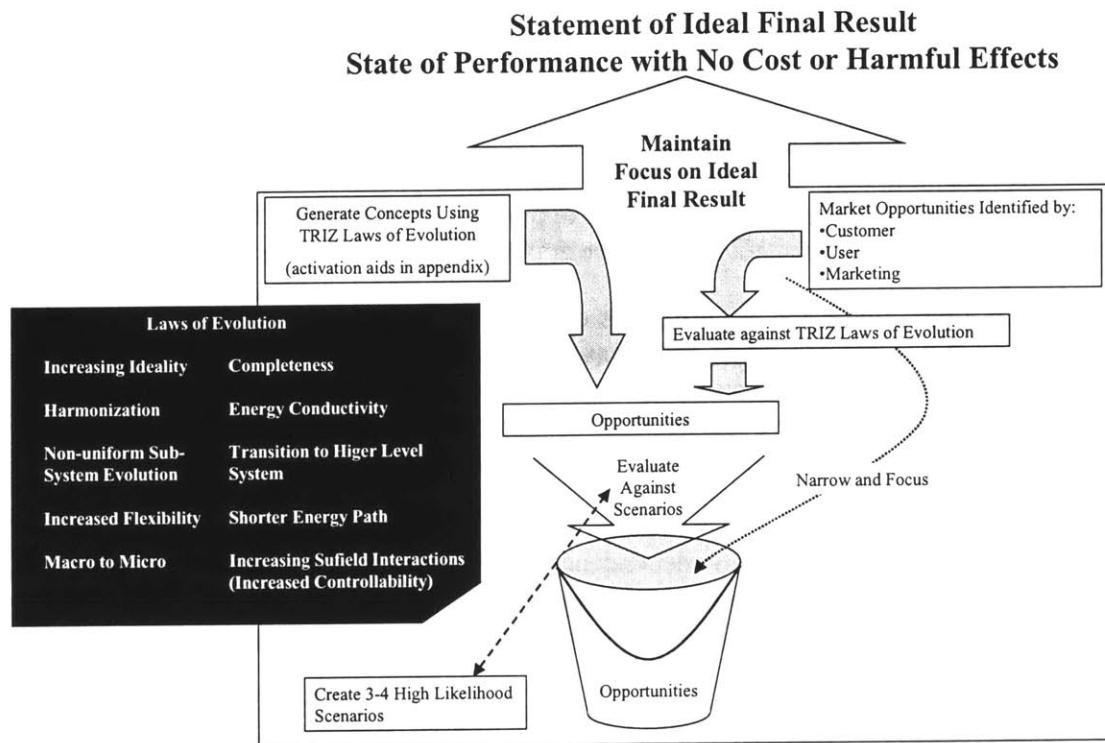 Statement of Ideal Final Result
State of Performance with No Cost or Harmful Effects
Maintain
Focus on Ideal
Final Result
Generate Concepts Using
TRIZ Laws of Evolution
(activation aids in appendix)
Market Opportunities Identified by:
•Customer
•User
•Marketing
Evaluate against TRIZ Laws of Evolution
Laws of Evolution
Increasing Ideality
Completeness
Harmonization
Energy Conductivity
Non-uniform Sub-
System Evolution
Transition to Higer Level
System
Increased Flexibility
Shorter Energy Path
Macro to Micro
Increasing Sufield Interactions
(Increased Controllability)
Opportunities
Evaluate
Against
Scenarios
Narrow and Focus
Opportunities
Create 3-4 High Likelihood
Scenarios